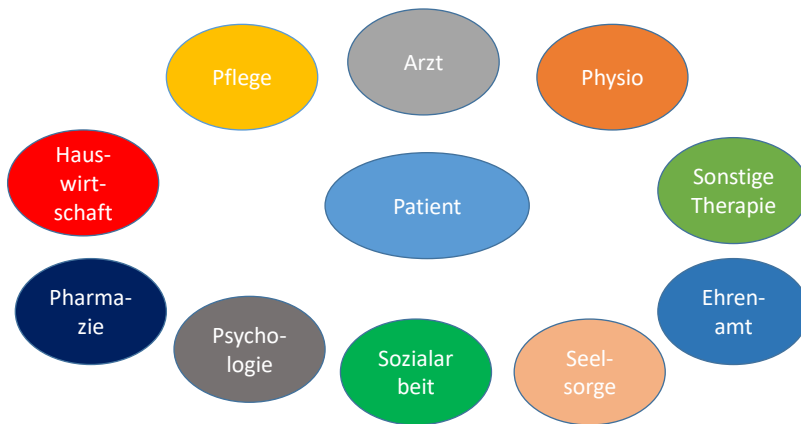 Pflege
Arzt
Physio
Haus-
wirt-
schaft
Patient
Sonstige
Therapie
Pharma-
zie
Psycho-
logie
Sozialar
beit
Seel-
sorge
Ehren-
amt